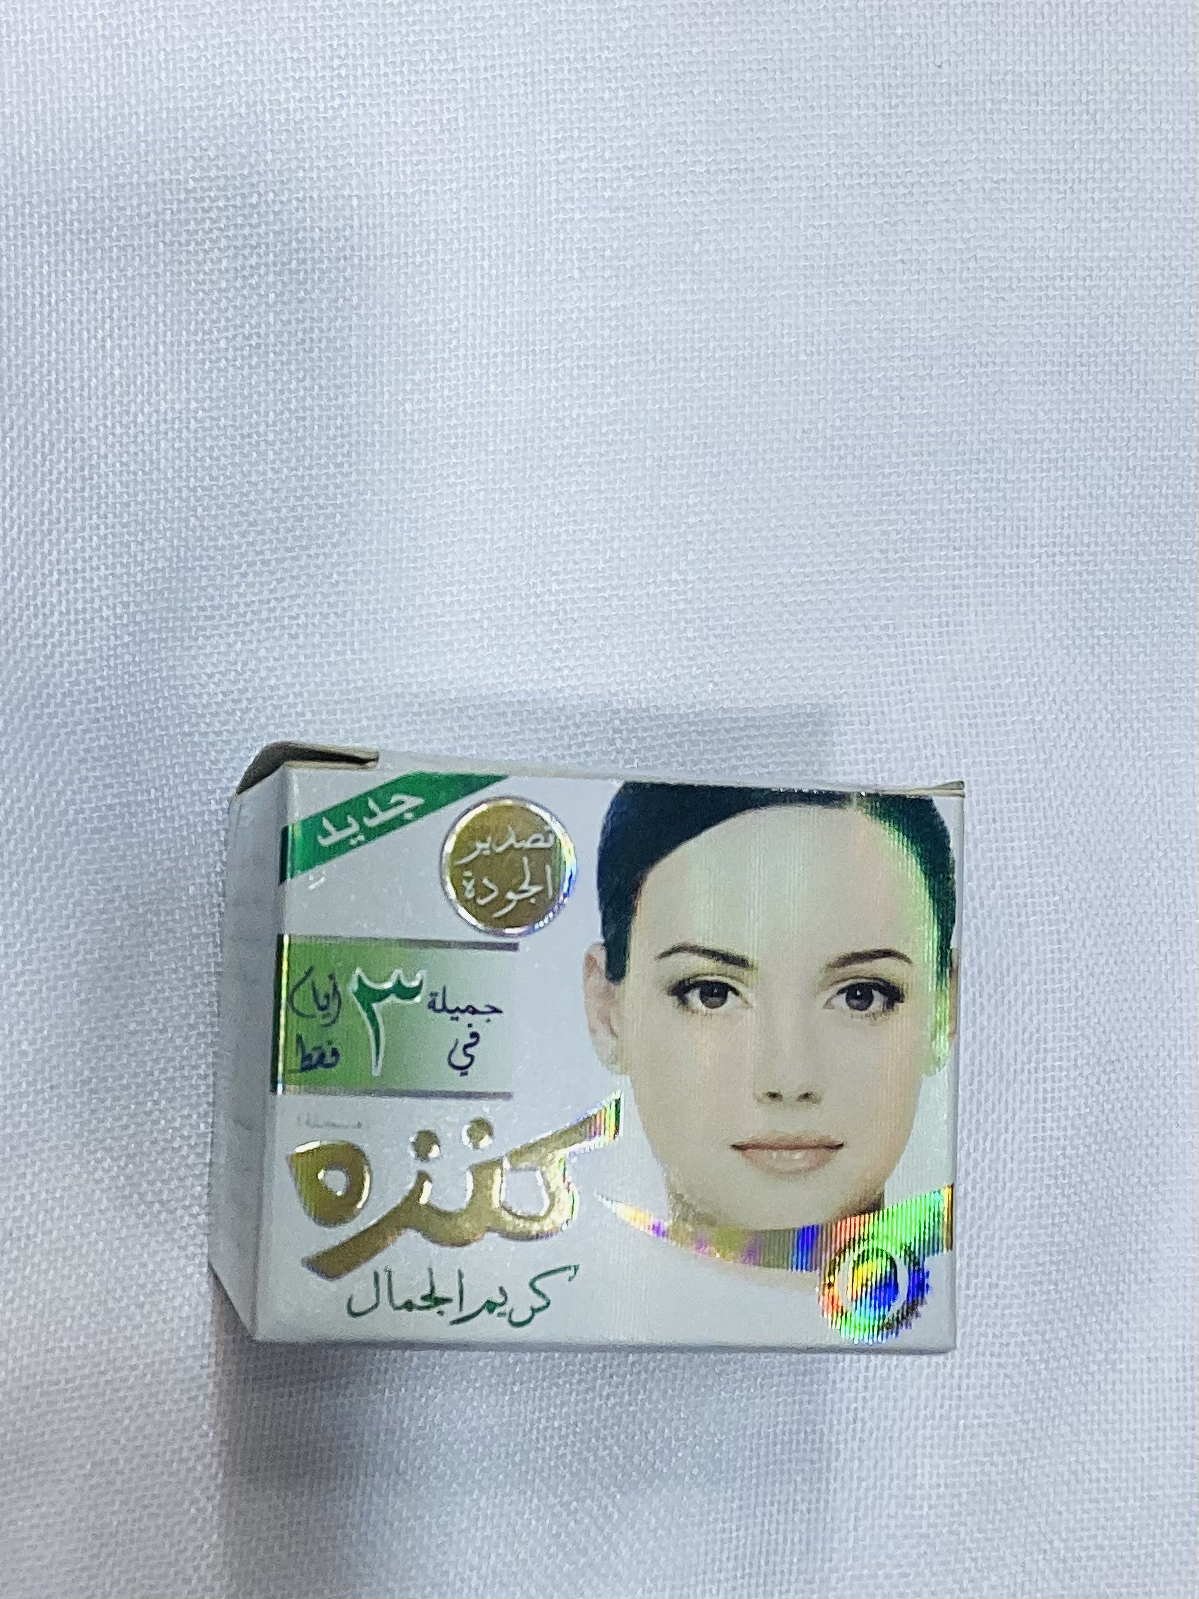 جديد
تصدير
الجودة
جميلة ٣ أيام
في فقط
كنزه
كريم الجمال